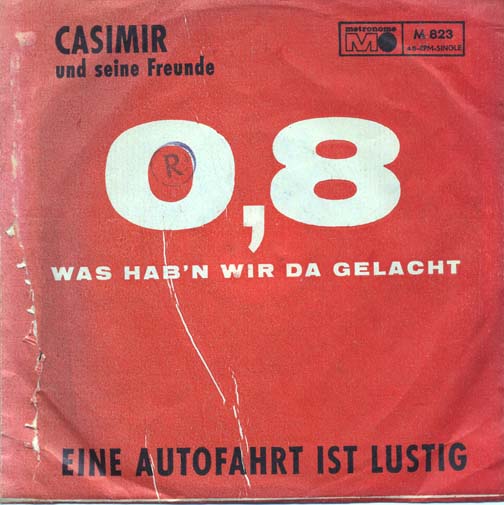 CASIMIR
und seine Freunde
metronome
M
M 823
45-RPM-SINGLE
0,8
R
WAS HAB'N WIR DA GELACHT
EINE AUTOFAHRT IST LUSTIG